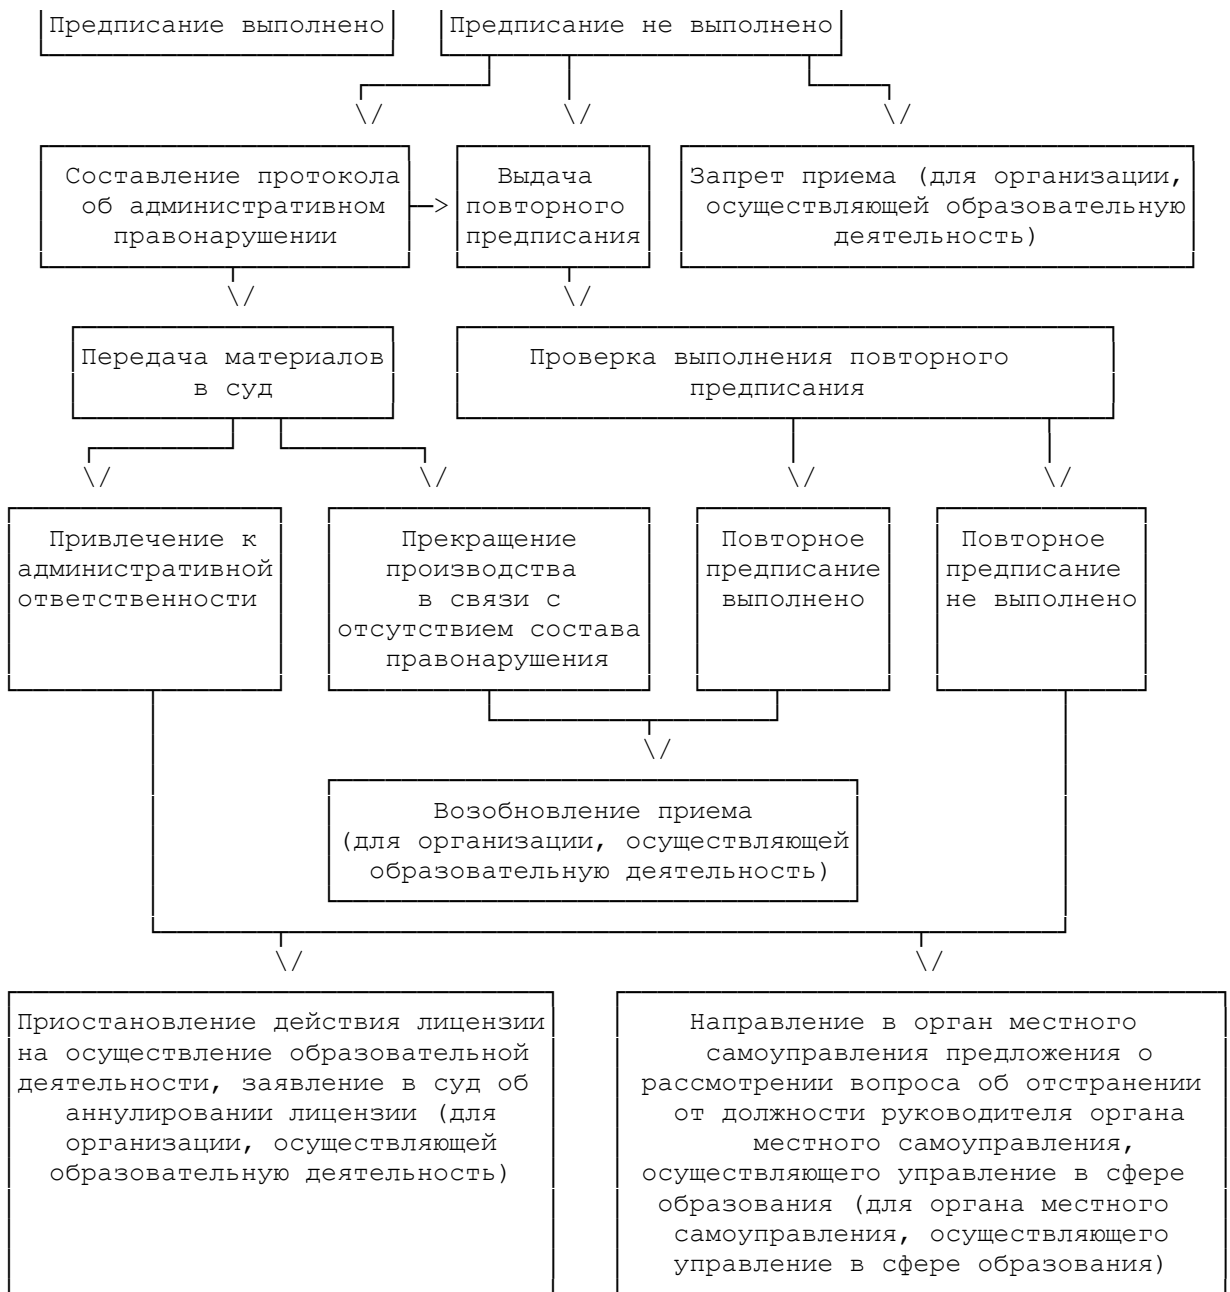 Предписание выполнено
Предписание не выполнено
Составление протокола
об административном
правонарушении
Выдача
повторного
предписания
Запрет приема (для организации,
осуществляющей образовательную
деятельность)
Передача материалов
в суд
Проверка выполнения повторного
предписания
Привлечение к
административной
ответственности
Прекращение
производства
в связи с
отсутствием состава
правонарушения
Повторное
предписание
выполнено
Повторное
предписание
не выполнено
Возобновление приема
(для организации, осуществляющей
образовательную деятельность)
Приостановление действия лицензии
на осуществление образовательной
деятельности, заявление в суд об
аннулировании лицензии (для
организации, осуществляющей
образовательную деятельность)
Направление в орган местного
самоуправления предложения о
рассмотрении вопроса об отстранении
от должности руководителя органа
местного самоуправления,
осуществляющего управление в сфере
образования (для органа местного
самоуправления, осуществляющего
управление в сфере образования)